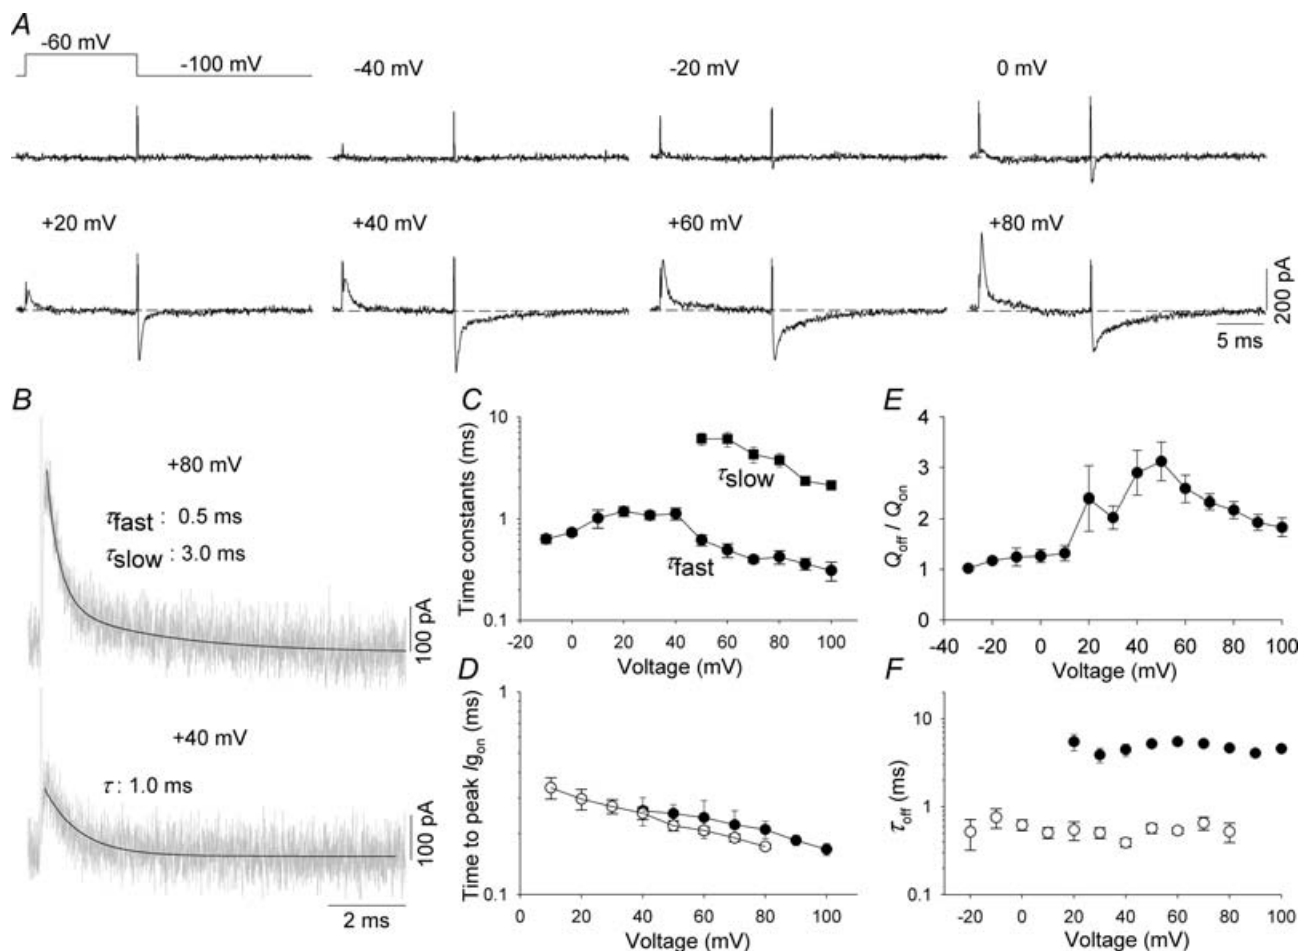 A
-60 mV
-100 mV
-40 mV
-20 mV
0 mV
+20 mV
+40 mV
+60 mV
+80 mV
200 pA
5 ms
B
+80 mV
τfast : 0.5 ms
τslow : 3.0 ms
100 pA
+40 mV
τ : 1.0 ms
100 pA
2 ms
C
Time constants (ms)
10
1
0.1
τslow
τfast
-20 0 20 40 60 80 100
Voltage (mV)
D
Time to peak Igon (ms)
1
0.1
0 20 40 60 80 100
Voltage (mV)
E
Qoff / Qon
4
3
2
1
0
-40 -20 0 20 40 60 80 100
Voltage (mV)
F
τoff (ms)
10
1
0.1
-20 0 20 40 60 80 100
Voltage (mV)